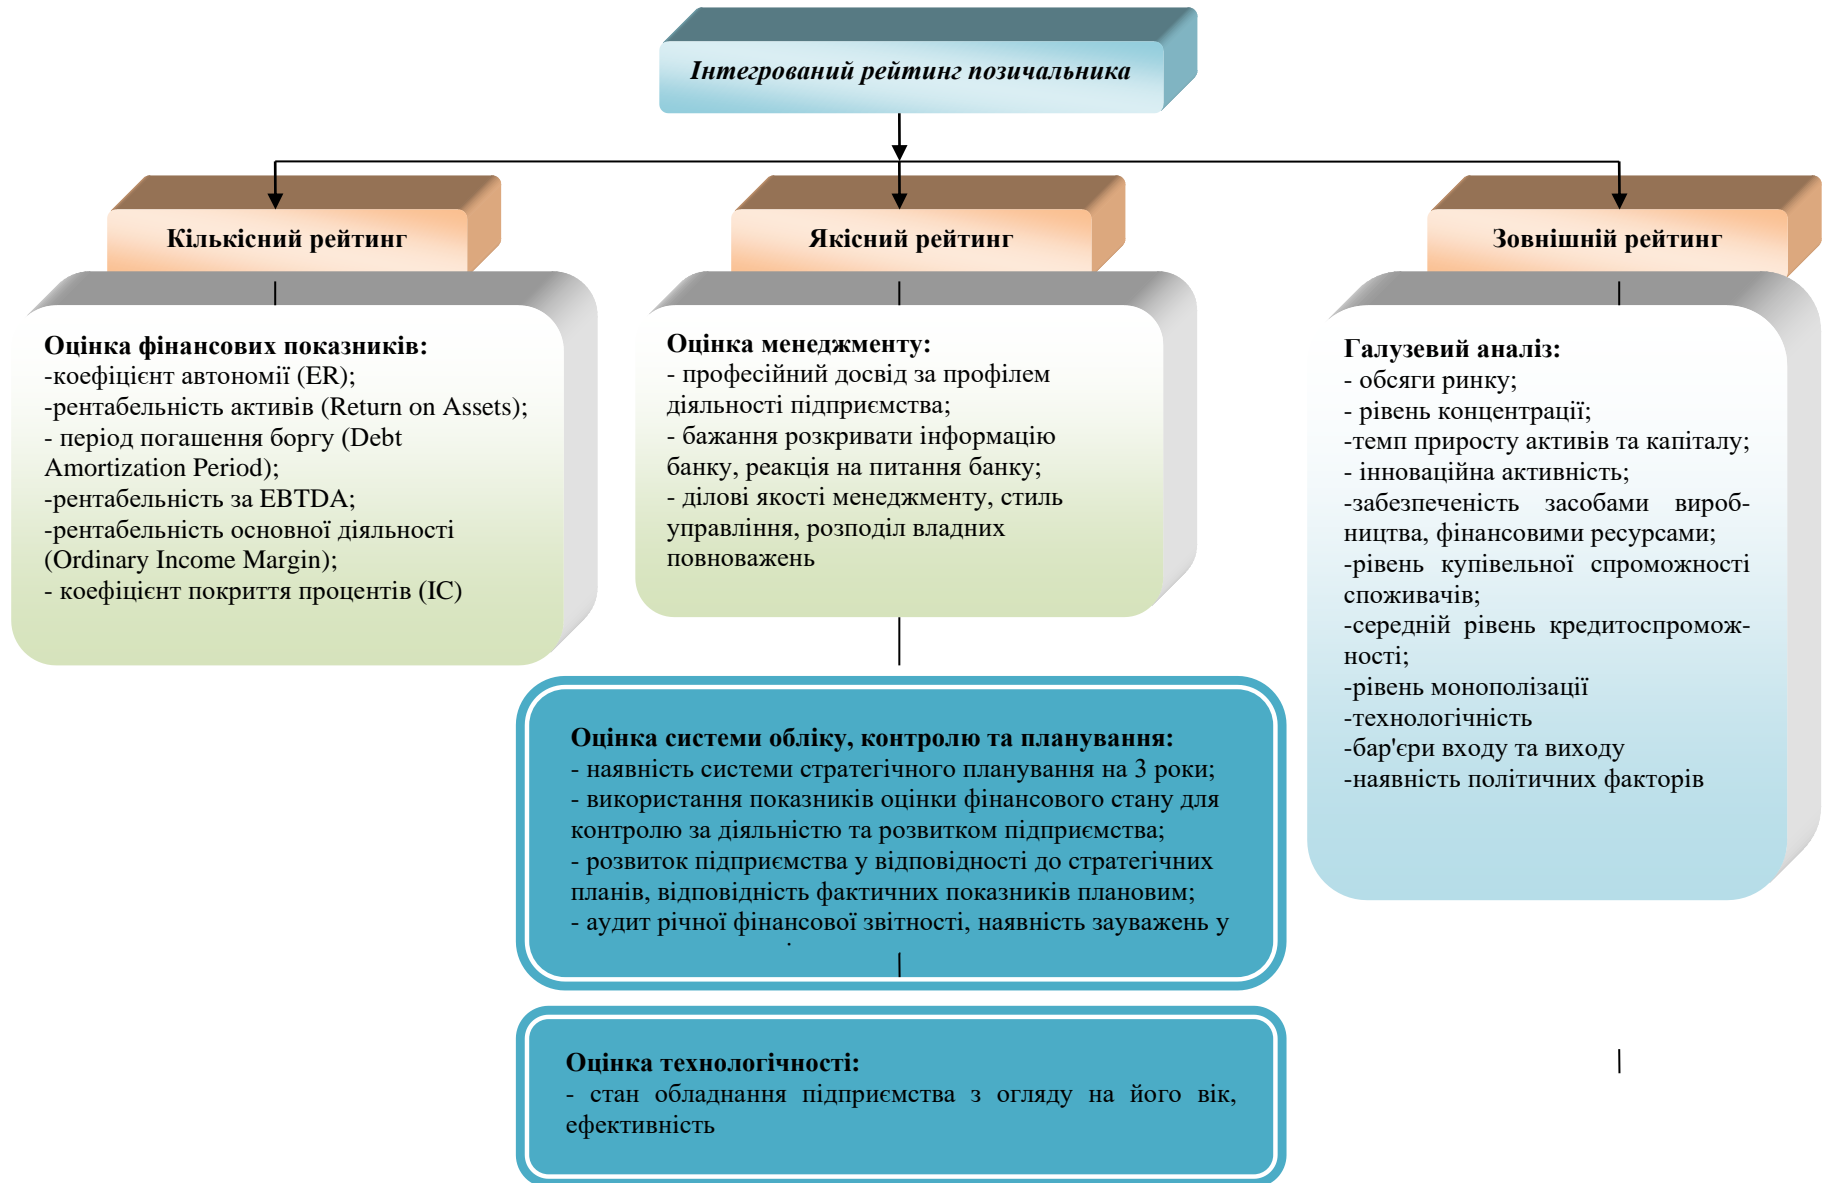 Інтегрований рейтинг позичальника
Кількісний рейтинг
Якісний рейтинг
Зовнішній рейтинг
Оцінка фінансових показників:
-коефіцієнт автономії (ER);
-рентабельність активів (Return on Assets);
- період погашення боргу (Debt
Amortization Period);
-рентабельність за EBTDA;
-рентабельність основної діяльності
(Ordinary Income Margin);
- коефіцієнт покриття процентів (IC)
Оцінка менеджменту:
- професійний досвід за профілем
діяльності підприємства;
- бажання розкривати інформацію
банку, реакція на питання банку;
- ділові якості менеджменту, стиль
управління, розподіл владних
повноважень
Галузевий аналіз:
- обсяги ринку;
- рівень концентрації;
-темп приросту активів та капіталу;
- інноваційна активність;
-забезпеченість засобами вироб-
ництва, фінансовими ресурсами;
-рівень купівельної спроможності
споживачів;
-середній рівень кредитоспромож-
ності;
-рівень монополізації
-технологічність
-бар'єри входу та виходу
-наявність політичних факторів
Оцінка системи обліку, контролю та планування:
- наявність системи стратегічного планування на 3 роки;
- використання показників оцінки фінансового стану для
контролю за діяльністю та розвитком підприємства;
- розвиток підприємства у відповідності до стратегічних
планів, відповідність фактичних показників плановим;
- аудит річної фінансової звітності, наявність зауважень у
Оцінка технологічності:
- стан обладнання підприємства з огляду на його вік,
ефективність